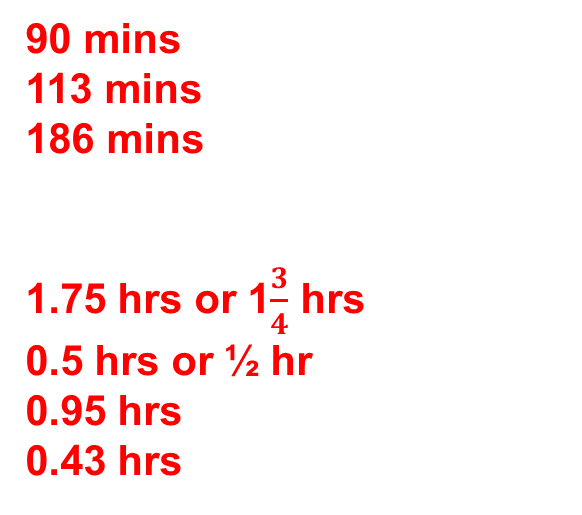 90 mins
113 mins
186 mins
1.75 hrs or 1¾ hrs
0.5 hrs or ½ hr
0.95 hrs
0.43 hrs